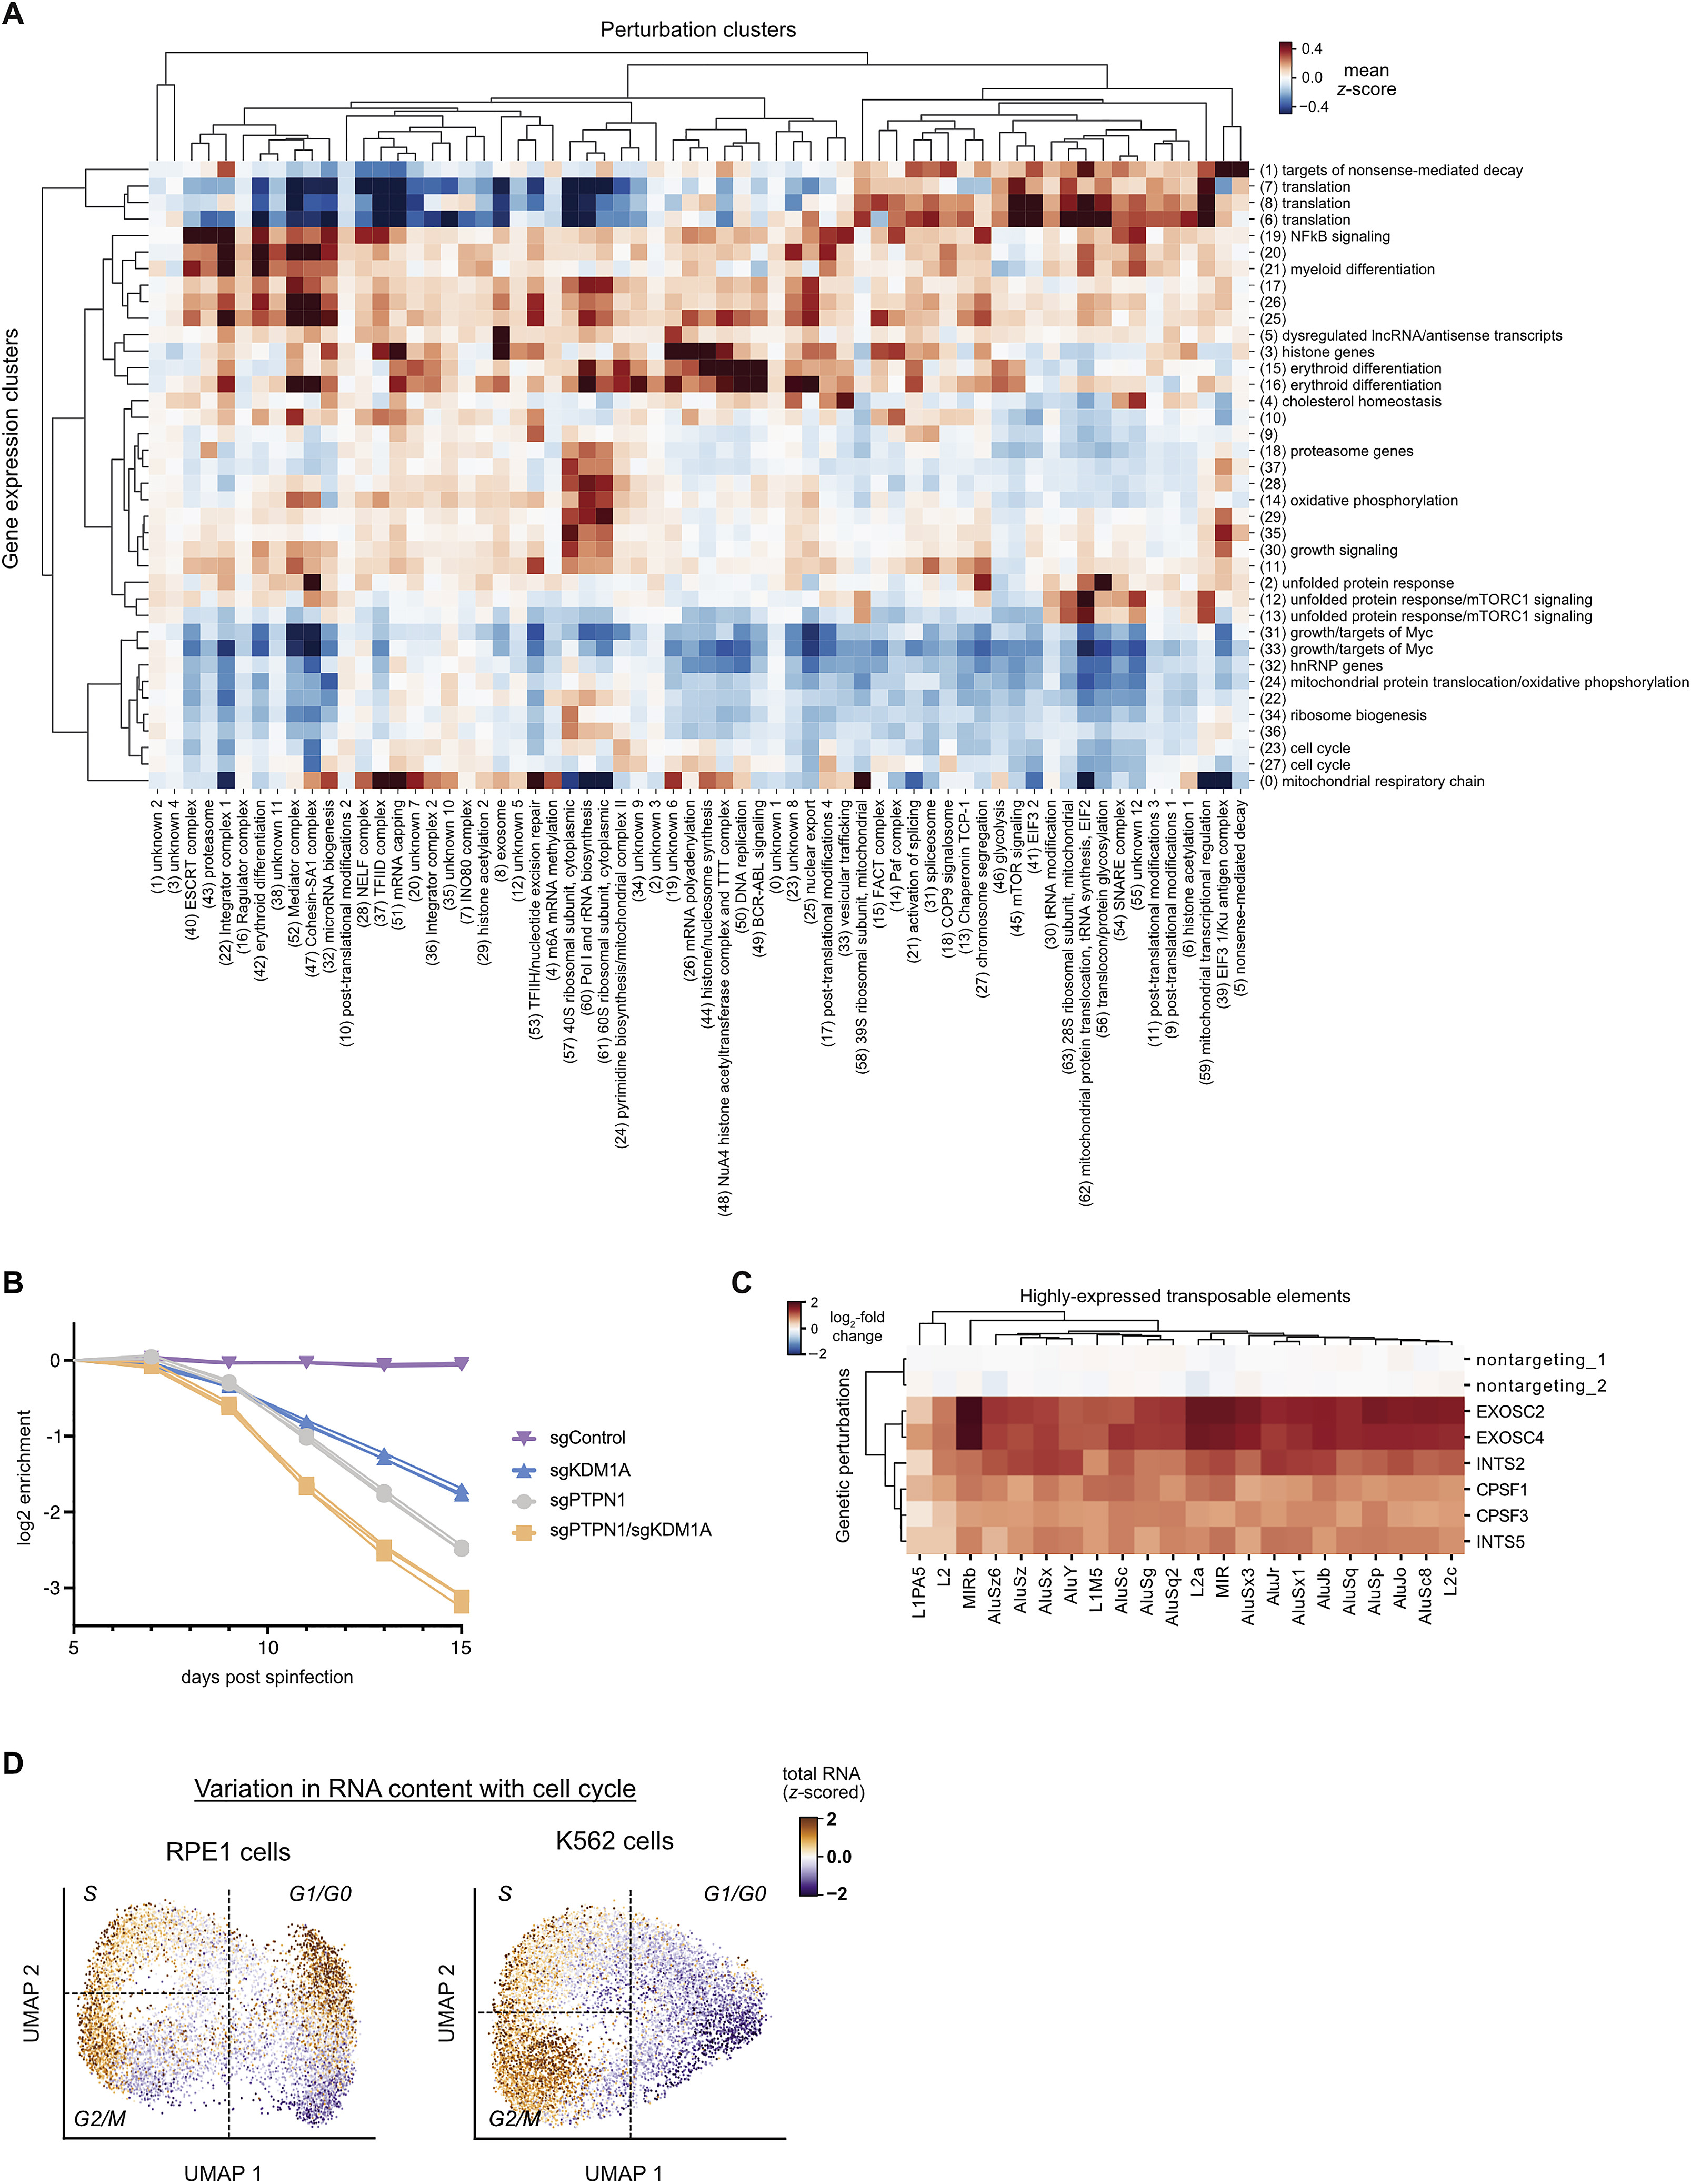 A
Perturbation clusters
0.4
0.0
−0.4
mean
z-score
Gene expression clusters
(1) targets of nonsense-mediated decay
(7) translation
(8) translation
(6) translation
(19) NFkB signaling
(20)
(21) myeloid differentiation
(17)
(26)
(25)
(5) dysregulated lncRNA/antisense transcripts
(3) histone genes
(15) erythroid differentiation
(16) erythroid differentiation
(4) cholesterol homeostasis
(10)
(9)
(18) proteasome genes
(37)
(28)
(14) oxidative phosphorylation
(29)
(35)
(30) growth signaling
(11)
(2) unfolded protein response
(12) unfolded protein response/mTORC1 signaling
(13) unfolded protein response/mTORC1 signaling
(31) growth/targets of Myc
(33) growth/targets of Myc
(32) hnRNP genes
(24) mitochondrial protein translocation/oxidative phopshorylation
(22)
(34) ribosome biogenesis
(36)
(23) cell cycle
(27) cell cycle
(0) mitochondrial respiratory chain
(1) unknown 2
(3) unknown 4
(40) ESCRT complex
(43) proteasome
(22) Integrator complex 1
(16) Ragulator complex
(42) erythroid differentiation
(38) unknown 11
(52) Mediator complex
(47) Cohesin-SA1 complex
(32) microRNA biogenesis
(10) post-translational modifications 2
(28) NELF complex
(37) TFIID complex
(51) mRNA capping
(20) unknown 7
(36) Integrator complex 2
(35) unknown 10
(7) INO80 complex
(29) histone acetylation 2
(8) exosome
(12) unknown 5
(53) TFIIH/nucleotide excision repair
(4) m6A mRNA methylation
(57) 40S ribosomal subunit, cytoplasmic
(60) Pol I and rRNA biosynthesis
(61) 60S ribosomal subunit, cytoplasmic
(24) pyrimidine biosynthesis/mitochondrial complex II
(34) unknown 9
(2) unknown 3
(19) unknown 6
(26) mRNA polyadenylation
(44) histone/nucleosome synthesis
(48) NuA4 histone acetyltransferase complex and TTT complex
(50) DNA replication
(49) BCR-ABL signaling
(0) unknown 1
(23) unknown 8
(25) nuclear export
(17) post-translational modifications 4
(33) vesicular trafficking
(58) 39S ribosomal subunit, mitochondrial
(15) FACT complex
(14) Paf complex
(21) activation of splicing
(31) spliceosome
(18) COP9 signalosome
(13) Chaperonin TCP-1
(27) chromosome segregation
(46) glycolysis
(45) mTOR signaling
(41) EIF3 2
(30) tRNA modification
(63) 28S ribosomal subunit, mitochondrial
(62) mitochondrial protein translocation, tRNA synthesis, EIF2
(56) translocon/protein glycosylation
(54) SNARE complex
(55) unknown 12
(11) post-translational modifications 3
(9) post-translational modifications 1
(6) histone acetylation 1
(59) mitochondrial transcriptional regulation
(39) EIF3 1/Ku antigen complex
(5) nonsense-mediated decay
B
log2 enrichment
0
-1
-2
-3
5
10
15
days post spinfection
sgControl
sgKDM1A
sgPTPN1
sgPTPN1/sgKDM1A
C
2
0
−2
log2-fold
change
Highly-expressed transposable elements
Genetic perturbations
nontargeting_1
nontargeting_2
EXOSC2
EXOSC4
INTS2
CPSF1
CPSF3
INTS5
L1PA5
L2
MIRb
AluSz6
AluSz
AluSx
AluY
L1M5
AluSc
AluSg
AluSq2
L2a
MIR
AluSx3
AluJr
AluSx1
AluJb
AluSq
AluSp
AluJo
AluSc8
L2c
D
Variation in RNA content with cell cycle
total RNA
(z-scored)
2
0.0
−2
RPE1 cells
S
G1/G0
G2/M
UMAP 2
UMAP 1
K562 cells
S
G1/G0
G2/M
UMAP 2
UMAP 1